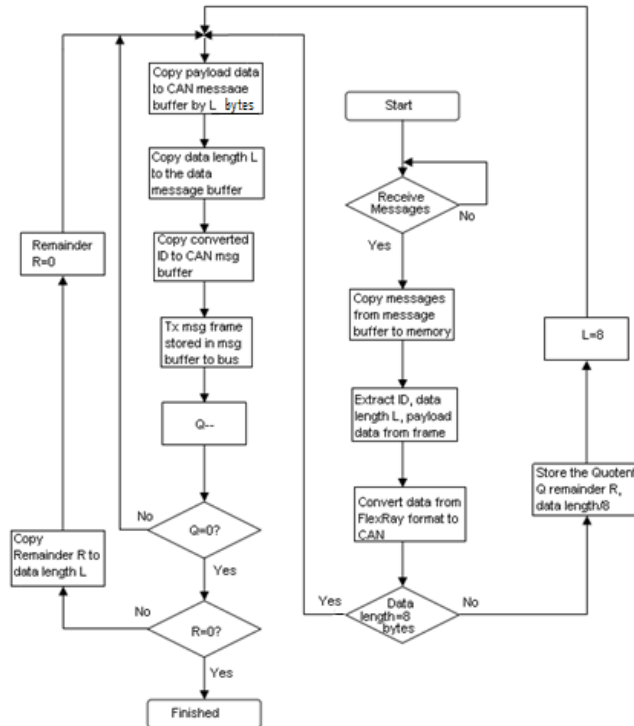 Start
Receive
Messages
No
Yes
Copy messages
from message
buffer to memory
Extract ID, data
length L, payload
data from frame
Convert data from
FlexRay format to
CAN
Data
length=8
bytes
Yes
No
Store the Quotent
Q remainder R,
data length/8
L=8
Copy payload data
to CAN message
buffer by L bytes
Copy data length L
to the data
message buffer
Copy converted
ID to CAN msg
buffer
Tx msg frame
stored in msg
buffer to bus
Q--
Q=0?
No
Yes
R=0?
No
Yes
Copy
Remainder R to
data length L
Remainder
R=0
Finished